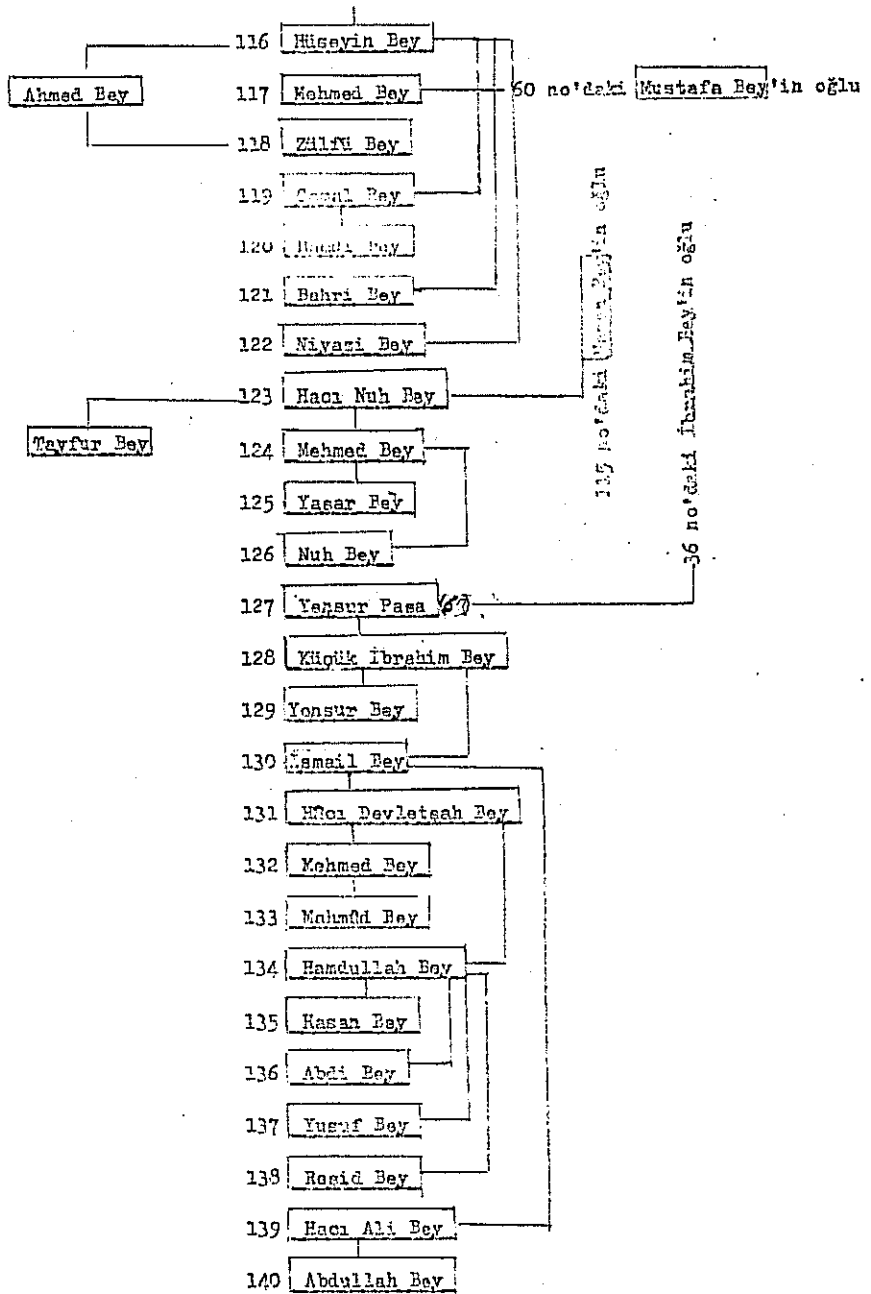 116 Hüseyin Bey
Ahmed Bey
117 Mehmed Bey 60 no'daki Mustafa Bey'in oğlu
118 Zülfü Bey
119 Bey
120 Bey
121 Bahri Bey
122 Niyazi Bey
115 no'daki Bey'in oğlu
36 no'daki İbrahim Bey'in oğlu
123 Hacı Nuh Bey
Tayfur Bey
124 Mehmed Bey
125 Yaşar Bey
126 Nuh Bey
127 Yensur Paşa
128 Küçük İbrahim Bey
129 Yonsur Bey
130 İsmail Bey
131 Hâcı Devletşah Bey
132 Mehmed Bey
133 Mahmûd Bey
134 Hamdullah Bey
135 Hasan Bey
136 Abdi Bey
137 Yusuf Bey
138 Reşid Bey
139 Hacı Ali Bey
140 Abdullah Bey